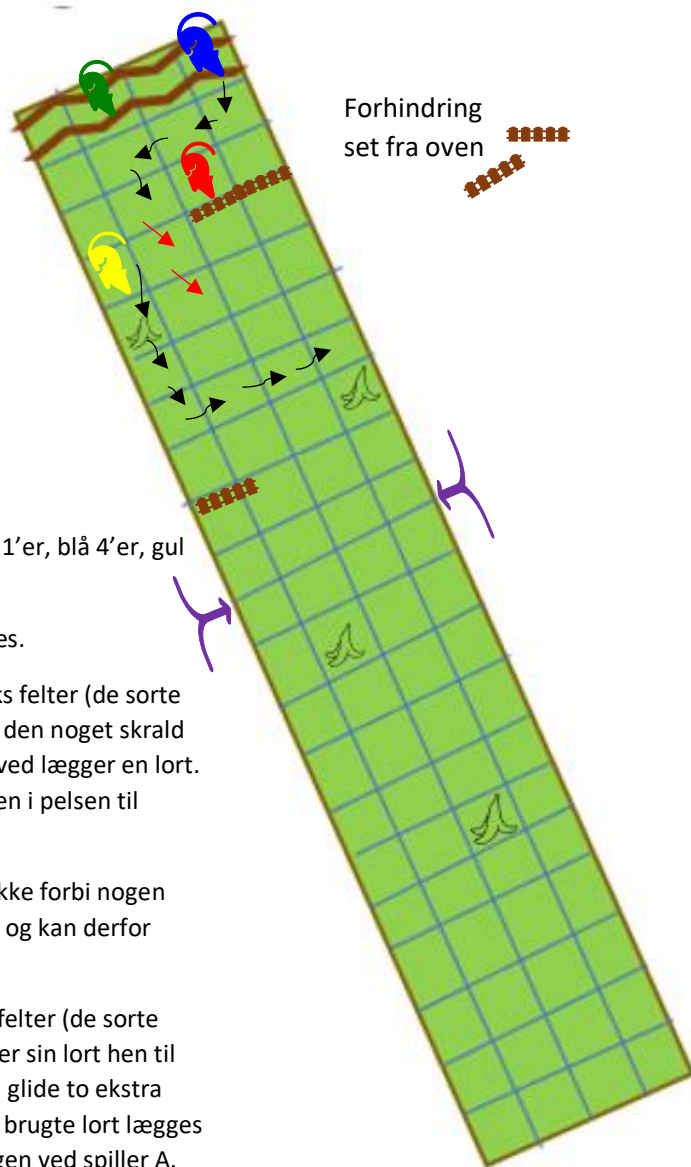 Forhindring
set fra oven
1’er, blå 4’er, gul
es.
ks felter (de sorte
den noget skrald
ved lægger en lort.
en i pelsen til
kke forbi nogen
og kan derfor
felter (de sorte
er sin lort hen til
glide to ekstra
brugte lort lægges
gen ved spiller A.